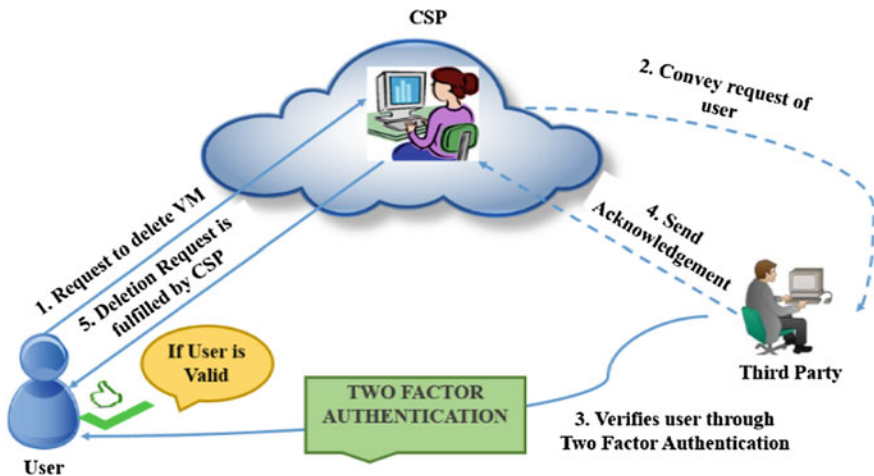 CSP
2. Convey request of
user
1. Request to delete VM
5. Deletion Request is
fulfilled by CSP
4. Send
Acknowledgement
If User is
Valid
TWO FACTOR
AUTHENTICATION
Third Party
3. Verifies user through
Two Factor Authentication
User